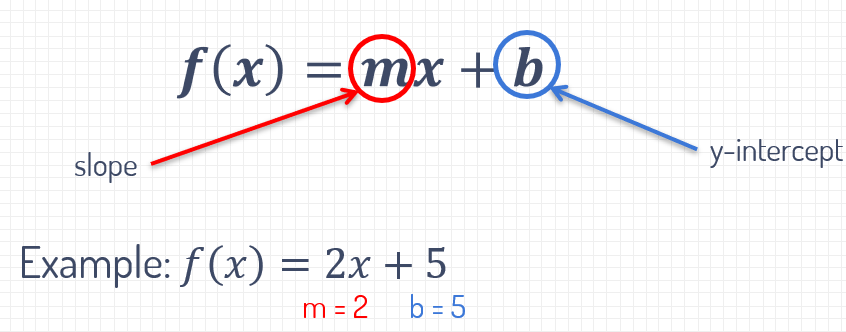 f(x) = mx + b
slope
y-intercept
Example: f(x) = 2x + 5
m = 2 b = 5